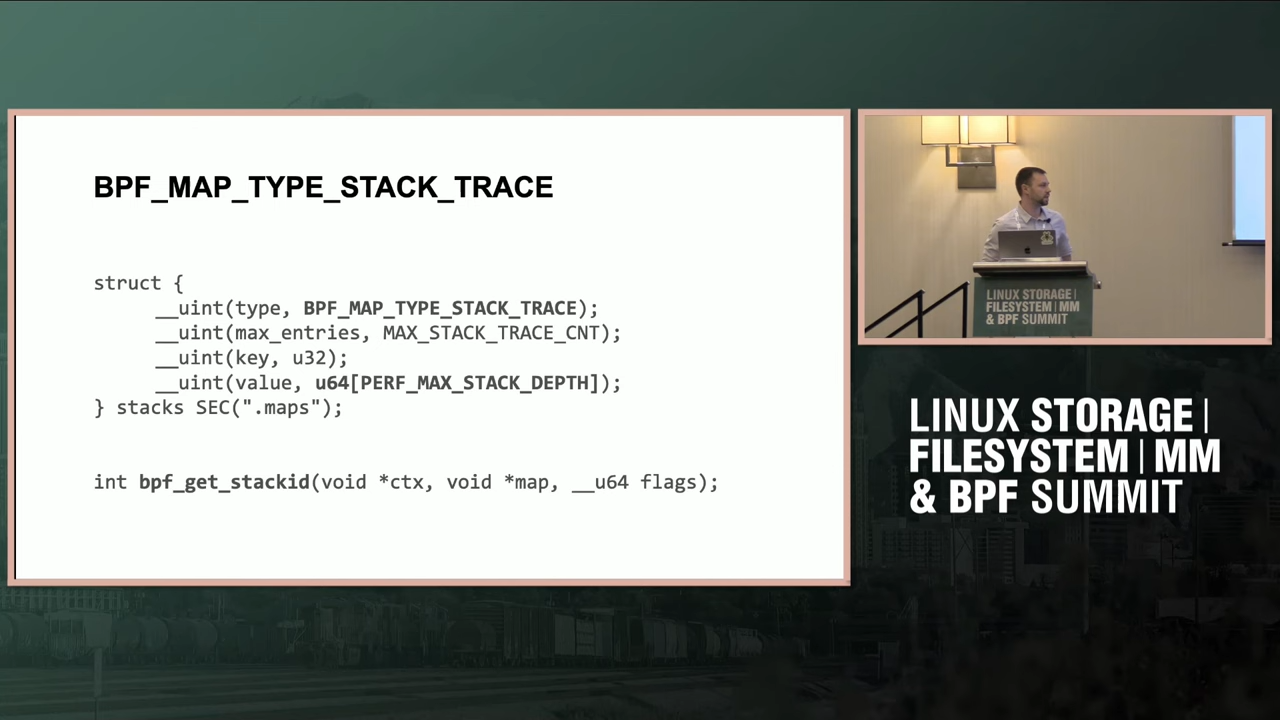 BPF_MAP_TYPE_STACK_TRACE
struct {
__uint(type, BPF_MAP_TYPE_STACK_TRACE);
__uint(max_entries, MAX_STACK_TRACE_CNT);
__uint(key, u32);
__uint(value, u64[PERF_MAX_STACK_DEPTH]);
} stacks SEC(".maps");
int bpf_get_stackid(void *ctx, void *map, __u64 flags);
LINUX STORAGE |
FILESYSTEM | MM
& BPF SUMMIT
LINUX STORAGE |
FILESYSTEM | MM
& BPF SUMMIT